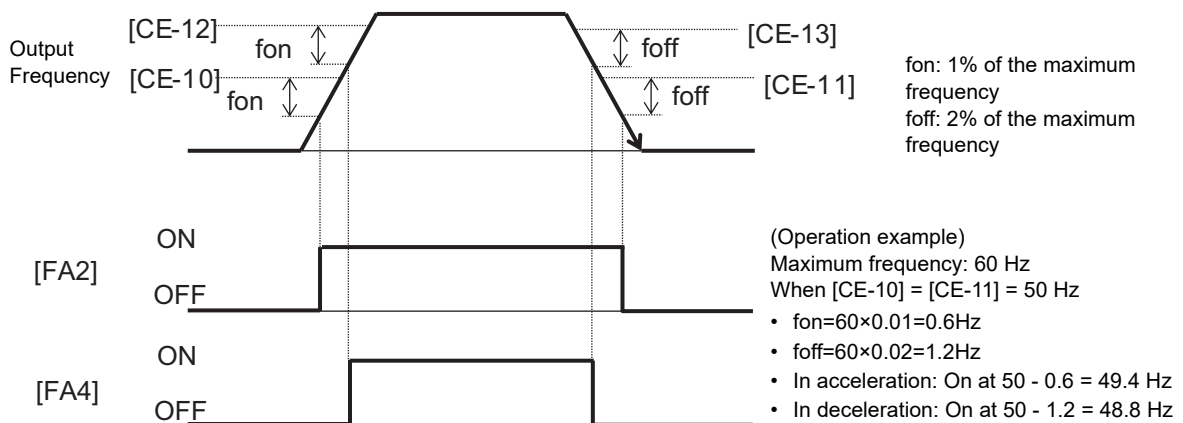 Output
Frequency
[CE-12]
fon
[CE-10]
fon
foff
[CE-13]
foff
[CE-11]
fon: 1% of the maximum
frequency
foff: 2% of the maximum
frequency
[FA2]
ON
OFF
[FA4]
ON
OFF
(Operation example)
Maximum frequency: 60 Hz
When [CE-10] = [CE-11] = 50 Hz
• fon=60×0.01=0.6Hz
• foff=60×0.02=1.2Hz
• In acceleration: On at 50 - 0.6 = 49.4 Hz
• In deceleration: On at 50 - 1.2 = 48.8 Hz